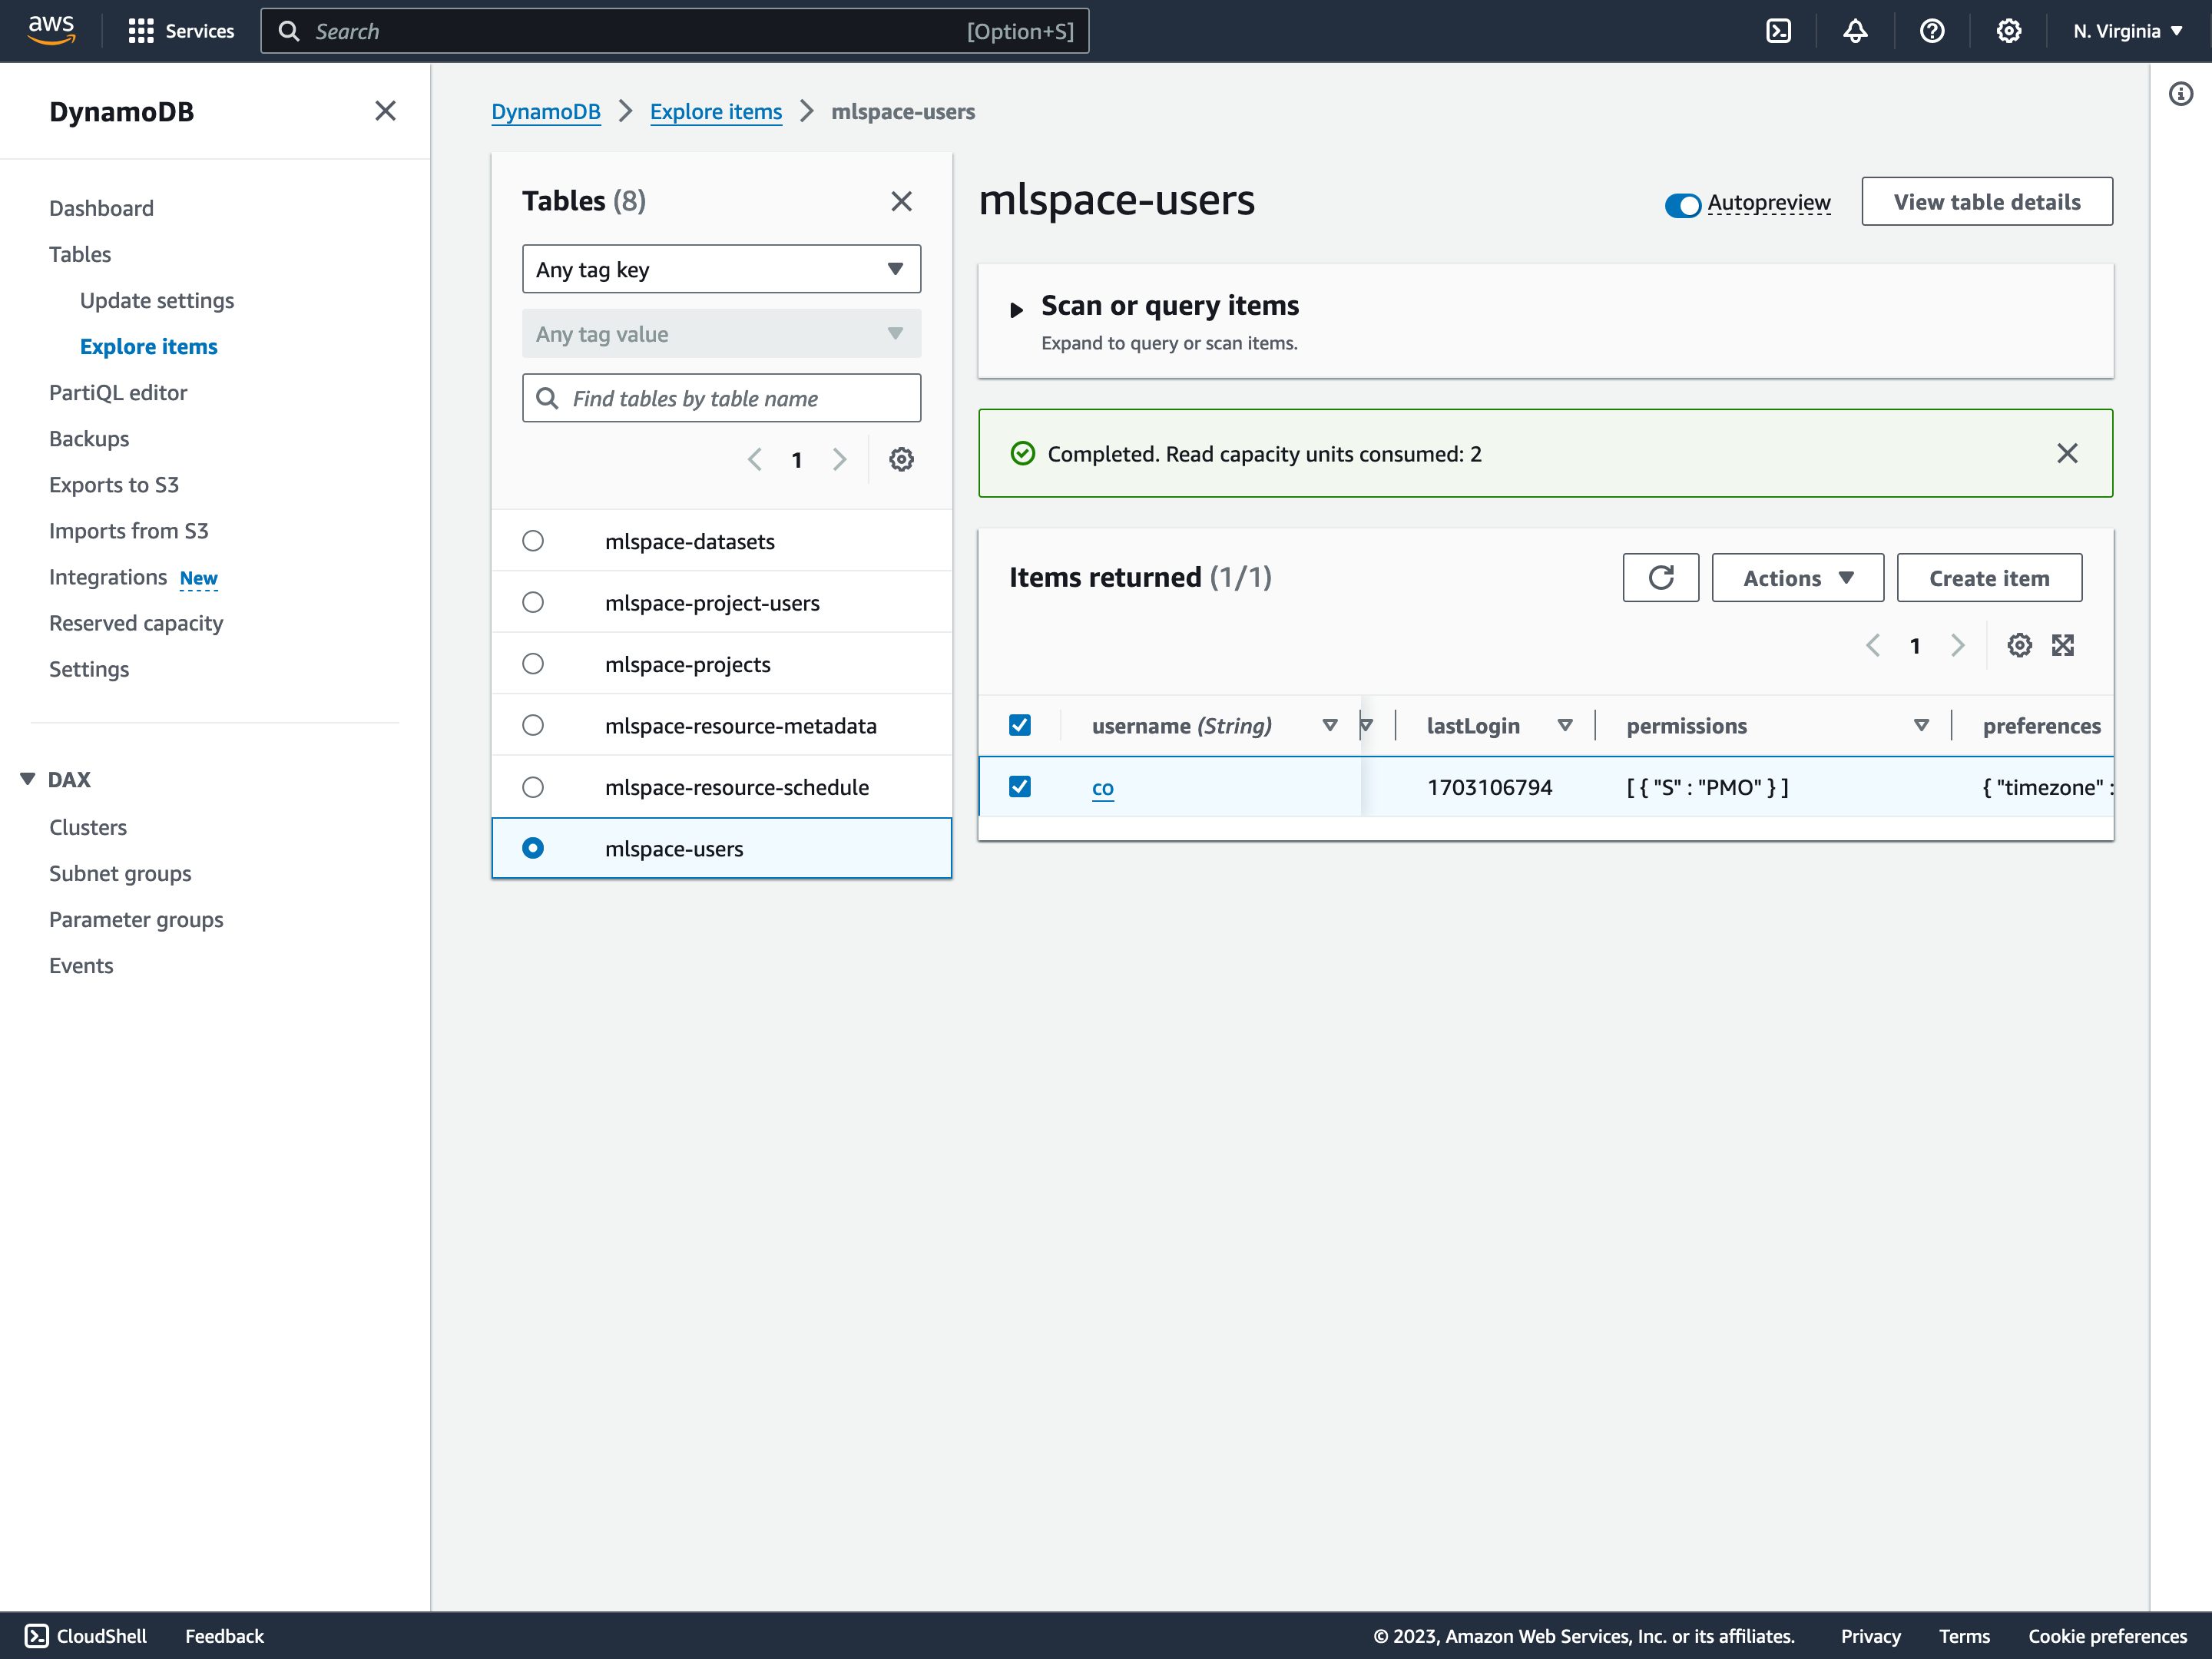 aws
Services
Search
[Option+S]
N. Virginia
DynamoDB
Dashboard
Tables
Update settings
Explore items
PartiQL editor
Backups
Exports to S3
Imports from S3
Integrations New
Reserved capacity
Settings
DAX
Clusters
Subnet groups
Parameter groups
Events
DynamoDB
Explore items
mlspace-users
Tables (8)
Any tag key
Any tag value
Find tables by table name
1
mlspace-datasets
mlspace-project-users
mlspace-projects
mlspace-resource-metadata
mlspace-resource-schedule
mlspace-users
mlspace-users
Autopreview
View table details
Scan or query items
Expand to query or scan items.
Completed. Read capacity units consumed: 2
Items returned (1/1)
Actions
Create item
1
username (String)
lastLogin
permissions
preferences
co
1703106794
[ { "S" : "PMO" } ]
{ "timezone" :
CloudShell
Feedback
© 2023, Amazon Web Services, Inc. or its affiliates.
Privacy
Terms
Cookie preferences